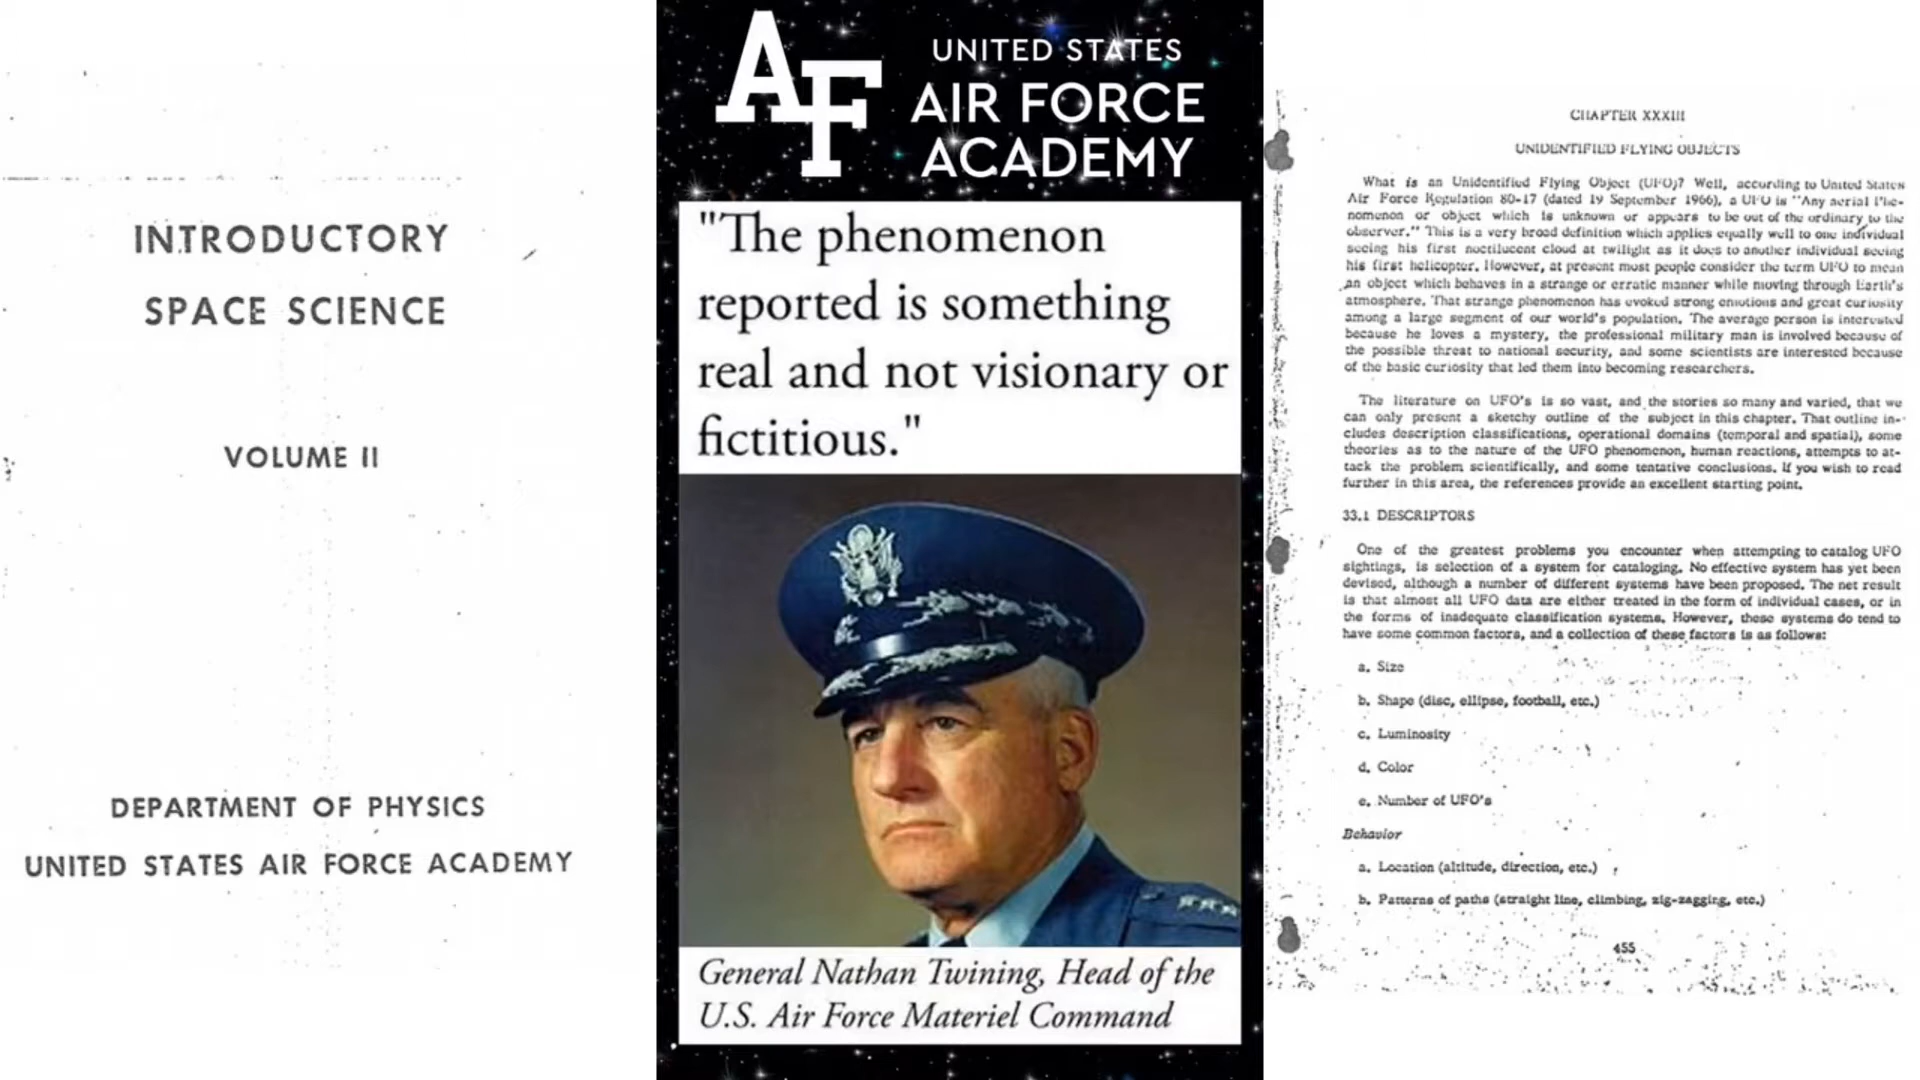 INTRODUCTORY
SPACE SCIENCE
VOLUME II
DEPARTMENT OF PHYSICS
UNITED STATES AIR FORCE ACADEMY
AF
UNITED STATES
AIR FORCE
ACADEMY
"The phenomenon
reported is something
real and not visionary or
fictitious."
General Nathan Twining, Head of the
U.S. Air Force Materiel Command
CHAPTER XXXIII
UNIDENTIFIED FLYING OBJECTS
What is an Unidentified Flying Object (UFO)? Well, according to United States
Air Force Regulation 80-17 (dated 19 September 1966), a UFO is "Any aerial Phe-
nomenon or object which is unknown or appears to be out of the ordinary to the
observer." This is a very broad definition which applies equally well to one individual
seeing his first noctilucent cloud at twilight as it does to another individual seeing
his first helicopter. However, at present most people consider the term UFO to mean
an object which behaves in a strange or erratic manner while moving through Earth's
atmosphere. That strange phenomenon has evoked strong emotions and great curiosity
among a large segment of our world's population. The average person is interested
because he loves a mystery, the professional military man is involved because of
the possible threat to national security, and some scientists are interested because
of the basic curiosity that led them into becoming researchers.
The literature on UFO's is so vast, and the stories so many and varied, that we
can only present a sketchy outline of the subject in this chapter. That outline in-
cludes description classifications, operational domains (temporal and spatial), some
theories as to the nature of the UFO phenomenon, human reactions, attempts to at-
tack the problem scientifically, and some tentative conclusions. If you wish to read
further in this area, the references provide an excellent starting point.
33.1 DESCRIPTORS
One of the greatest problems you encounter when attempting to catalog UFO
sightings, is selection of a system for cataloging. No effective system has yet been
devised, although a number of different systems have been proposed. The net result
is that almost all UFO data are either treated in the form of individual cases, or in
the forms of inadequate classification systems. However, these systems do tend to
have some common factors, and a collection of these factors is as follows:
a. Size
b. Shape (disc, ellipse, football, etc.)
c. Luminosity
d. Color
e. Number of UFO's
Behavior
a. Location (altitude, direction, etc.)
b. Patterns of paths (straight line, climbing, zig-zagging, etc.)
455